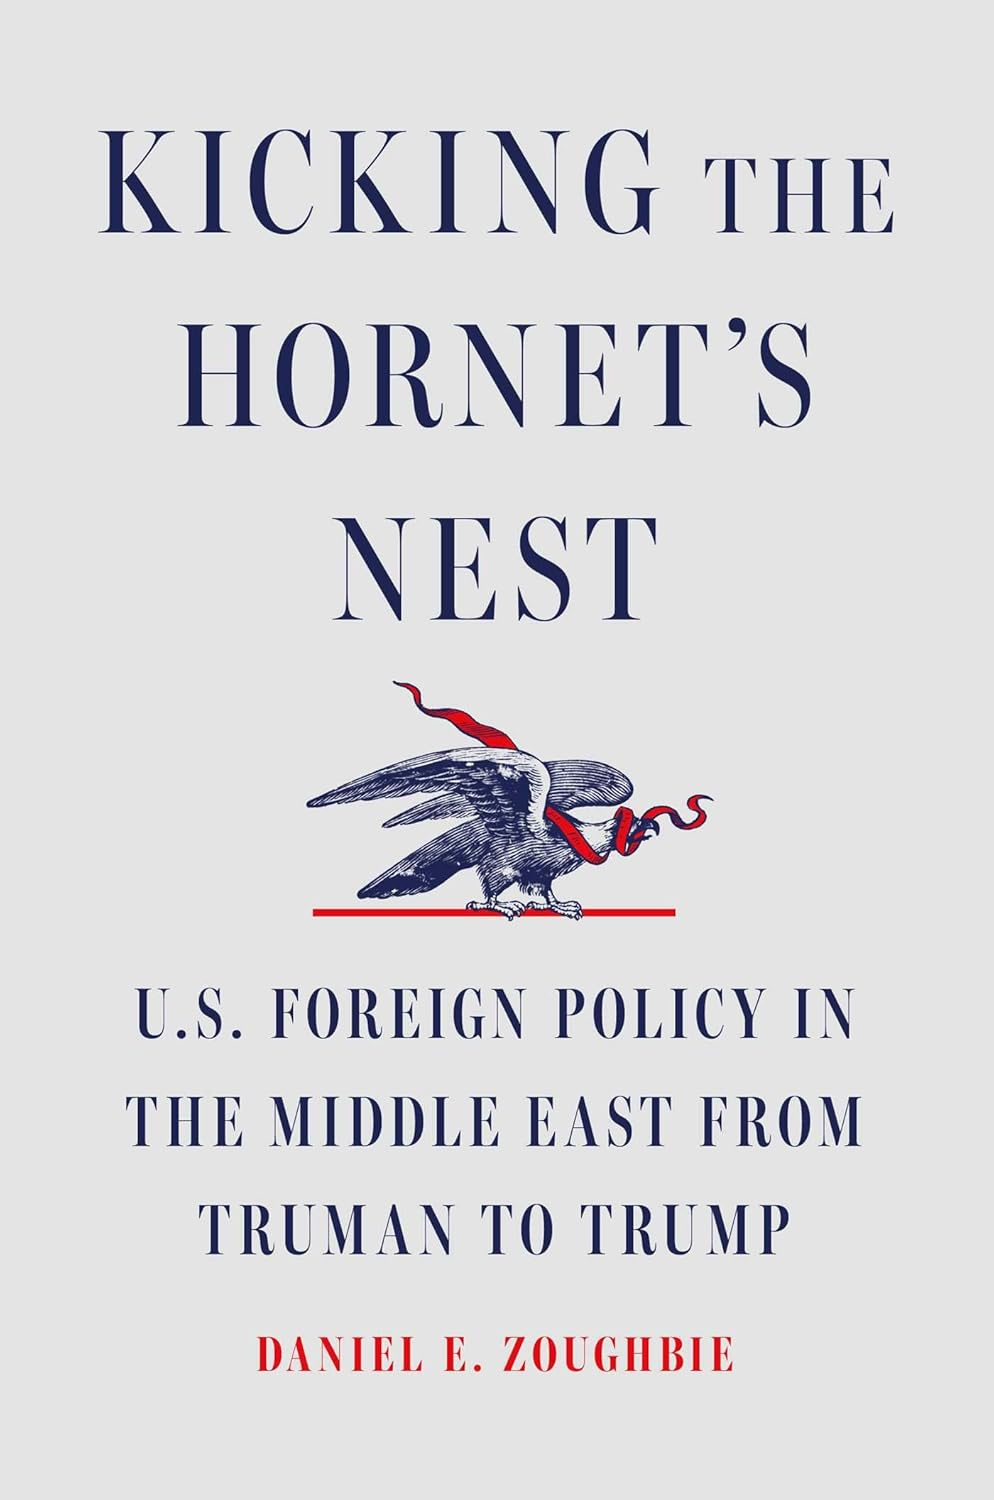 KICKING THE
HORNET’S
NEST
U.S. FOREIGN POLICY IN
THE MIDDLE EAST FROM
TRUMAN TO TRUMP
DANIEL E. ZOUGHBIE